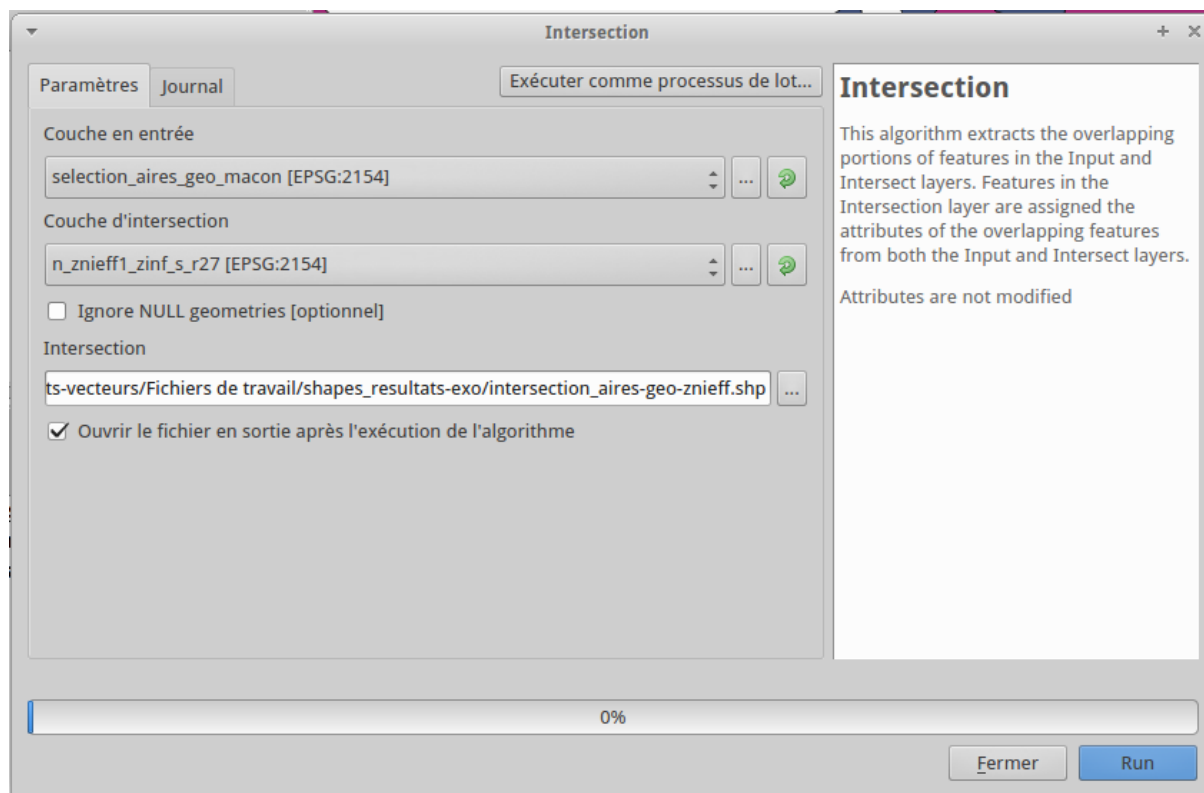 Intersection
Paramètres
Journal
Exécuter comme processus de lot...
Couche en entrée
selection_aires_geo_macon [EPSG:2154]
...
Couche d'intersection
n_znieff1_zinf_s_r27 [EPSG:2154]
...
Ignore NULL geometries [optionnel]
Intersection
ts-vecteurs/Fichiers de travail/shapes_resultats-exo/intersection_aires-geo-znieff.shp
...
Ouvrir le fichier en sortie après l'exécution de l'algorithme
Intersection
This algorithm extracts the overlapping
portions of features in the Input and
Intersect layers. Features in the
Intersection layer are assigned the
attributes of the overlapping features
from both the Input and Intersect layers.
Attributes are not modified
0%
Fermer
Run